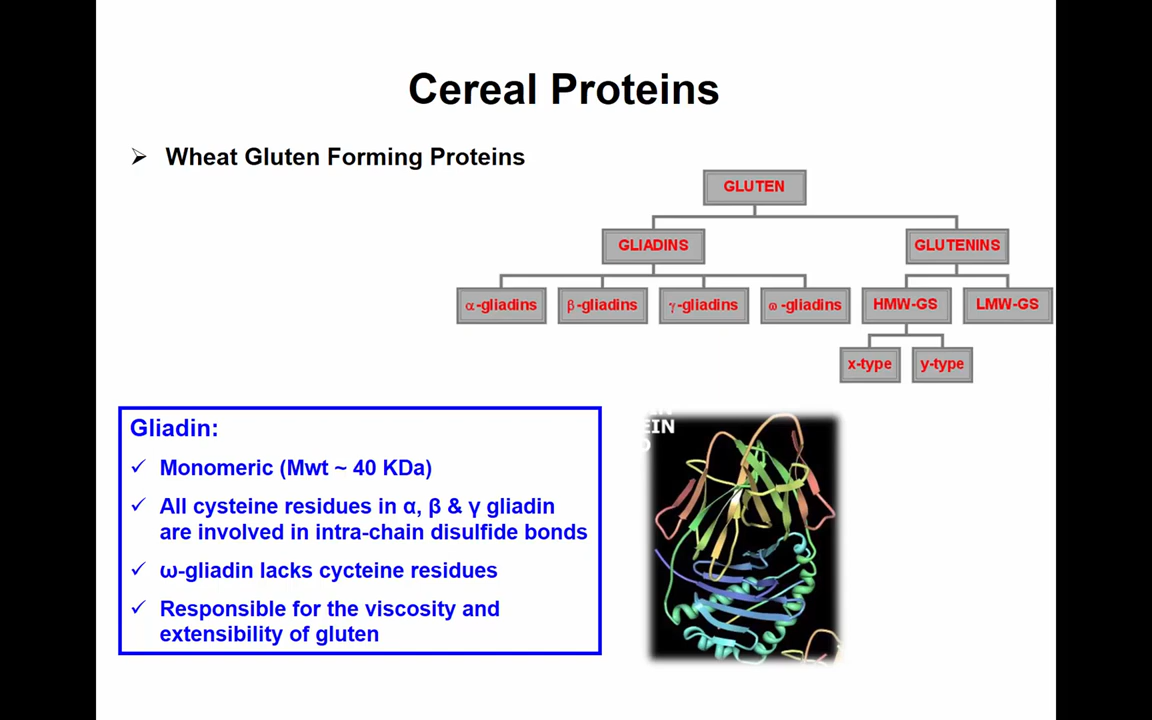 Cereal Proteins
➢ Wheat Gluten Forming Proteins
GLUTEN
GLIADINS
GLUTENINS
α-gliadins
β-gliadins
γ-gliadins
ω-gliadins
HMW-GS
LMW-GS
x-type
y-type
Gliadin:
✓ Monomeric (Mwt ~ 40 KDa)
✓ All cysteine residues in α, β & γ gliadin
are involved in intra-chain disulfide bonds
✓ ω-gliadin lacks cycteine residues
✓ Responsible for the viscosity and
extensibility of gluten
EIN